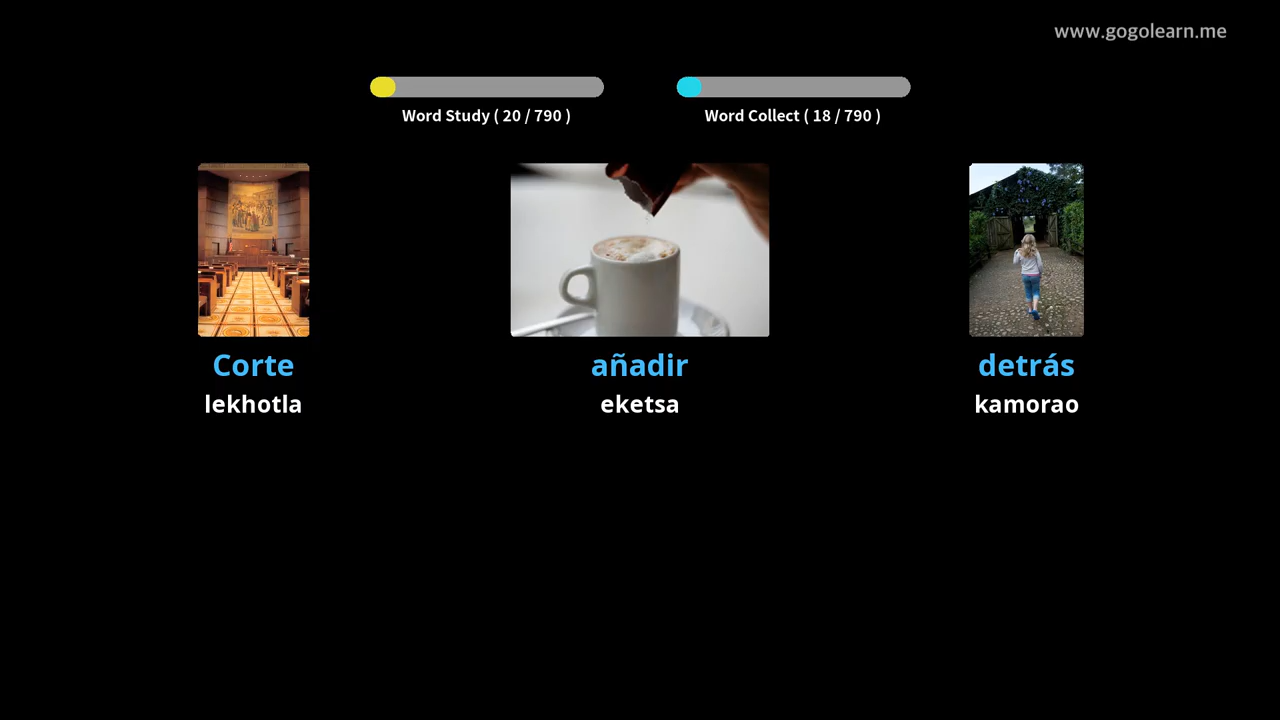 www.gogolearn.me
Word Study ( 20 / 790 )
Word Collect ( 18 / 790 )
Corte
añadir
detrás
lekhotla
eketsa
kamorao